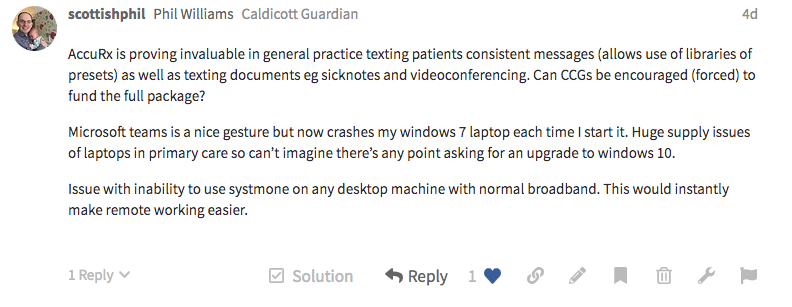 scottishphil Phil Williams Caldicott Guardian 4d
AccuRx is proving invaluable in general practice texting patients consistent messages (allows use of libraries of
presets) as well as texting documents eg sicknotes and videoconferencing. Can CCGs be encouraged (forced) to
fund the full package?
Microsoft teams is a nice gesture but now crashes my windows 7 laptop each time I start it. Huge supply issues
of laptops in primary care so can't imagine there's any point asking for an upgrade to windows 10.
Issue with inability to use systmone on any desktop machine with normal broadband. This would instantly
make remote working easier.
1 Reply Solution Reply 1